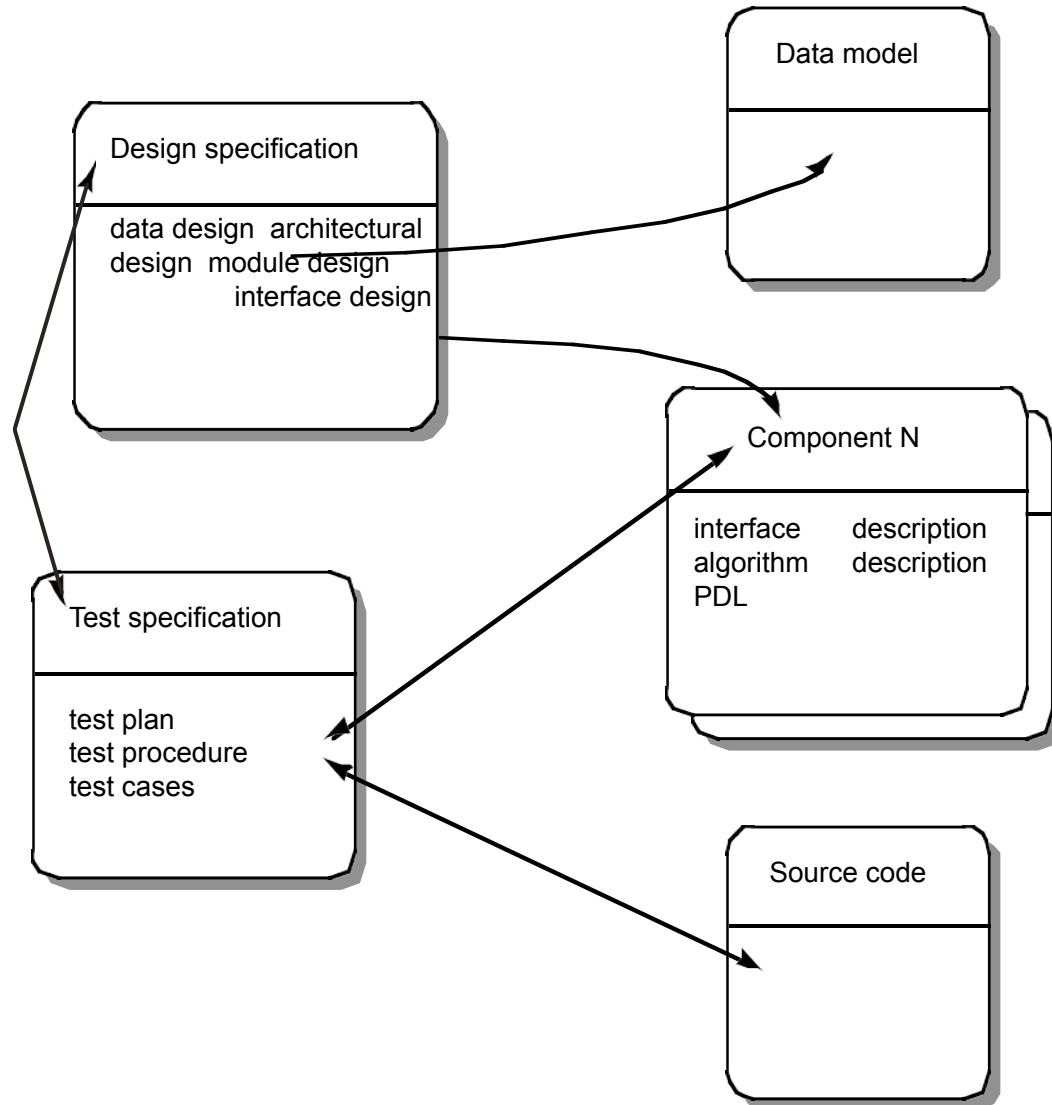 Data model
Design specification
data design architectural
design module design
interface design
Component N
interface description
algorithm description
PDL
Test specification
test plan
test procedure
test cases
Source code